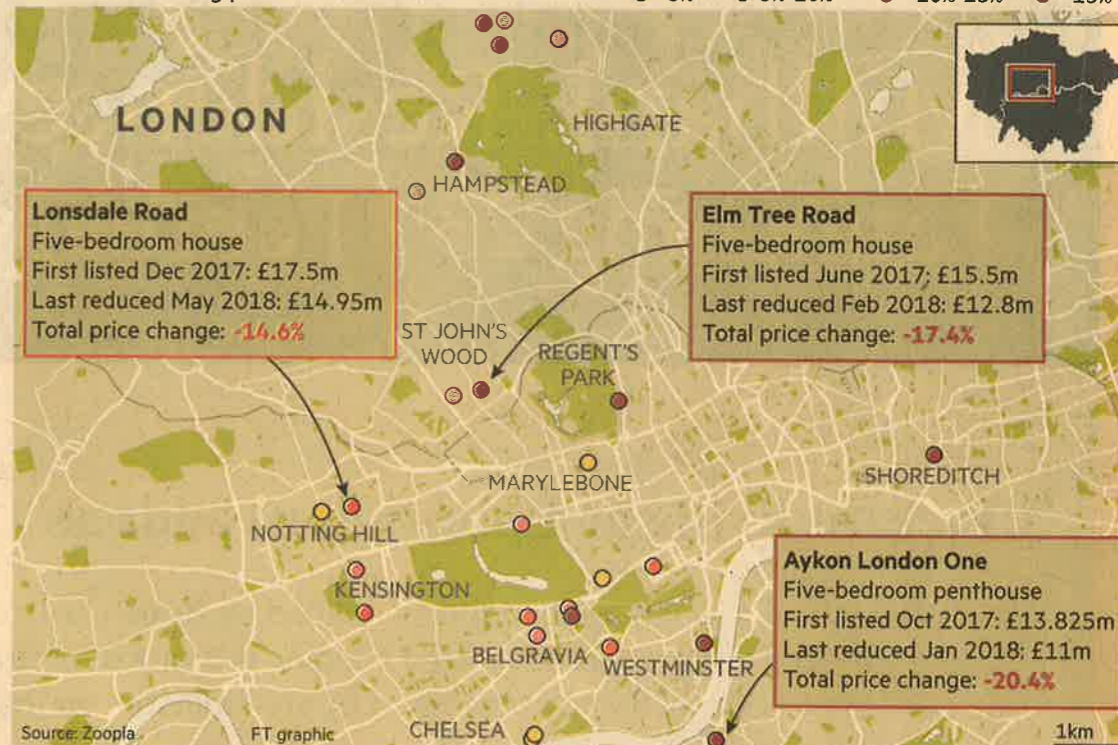 LONDON
HIGHGATE
HAMPSTEAD
Lonsdale Road
Five-bedroom house
First listed Dec 2017: £17.5m
Last reduced May 2018: £14.95m
Total price change: -14.6%
Elm Tree Road
Five-bedroom house
First listed June 2017: £15.5m
Last reduced Feb 2018: £12.8m
Total price change: -17.4%
ST JOHN'S
WOOD
REGENT'S
PARK
MARYLEBONE
SHOREDITCH
NOTTING HILL
KENSINGTON
BELGRAVIA
WESTMINSTER
Aykon London One
Five-bedroom penthouse
First listed Oct 2017: £13.825m
Last reduced Jan 2018: £11m
Total price change: -20.4%
CHELSEA
Source: Zoopla
FT graphic
1km